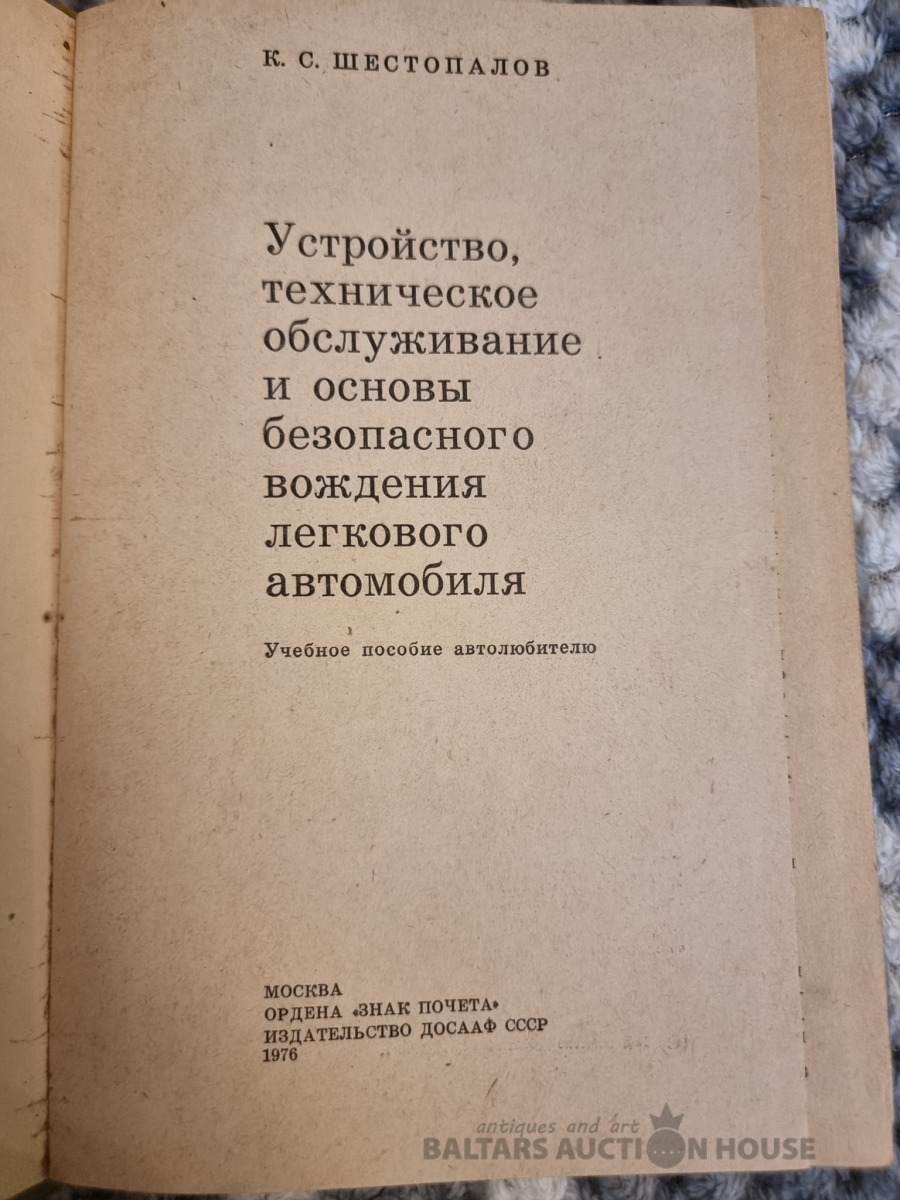 К. С. ШЕСТОПАЛОВ
Устройство,
техническое
обслуживание
и основы
безопасного
вождения
легкового
автомобиля
Учебное пособие автолюбителю
МОСКВА
ОРДЕНА «ЗНАК ПОЧЕТА»
ИЗДАТЕЛЬСТВО ДОСААФ СССР
1976
antiques and art
BALTARS AUCTION HOUSE